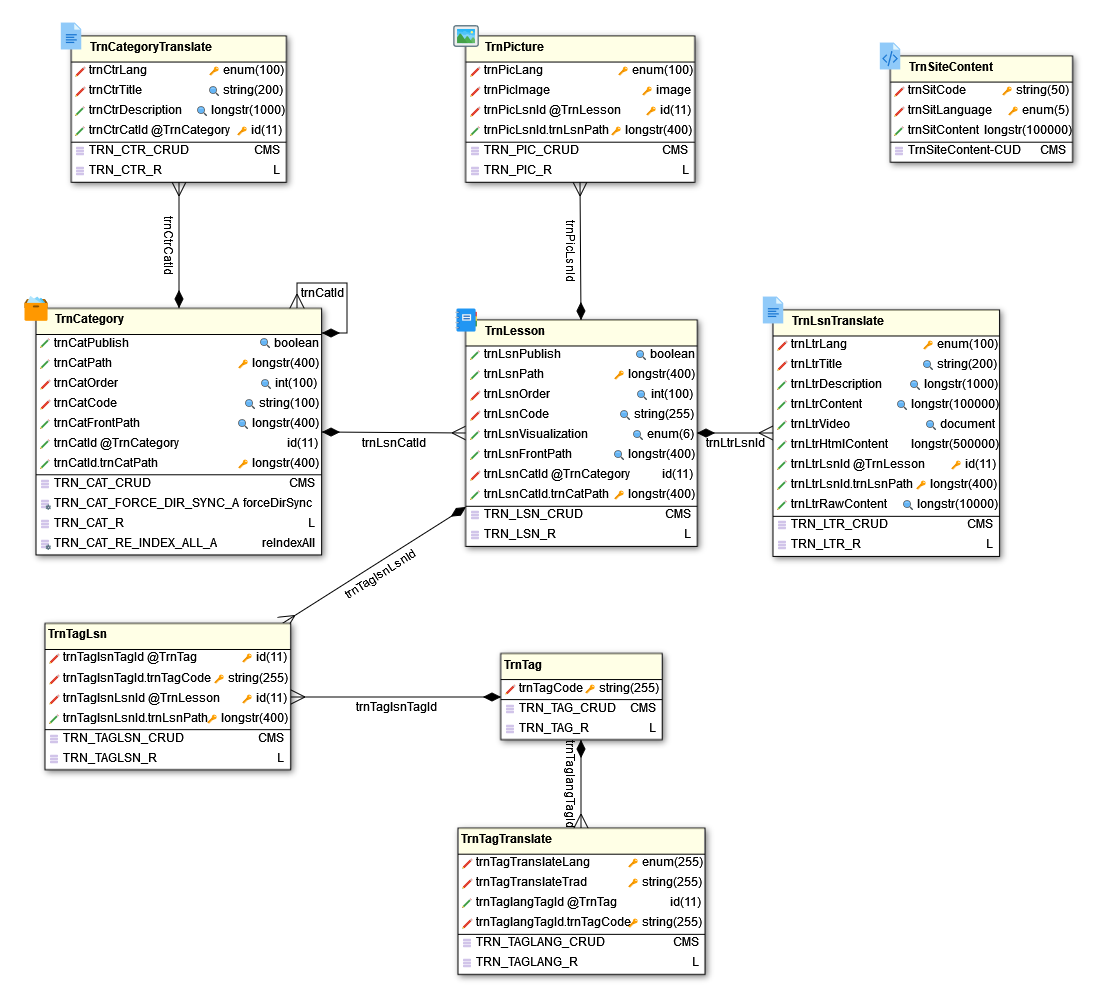 TrnCategoryTranslate
trnCtrLang enum(100)
trnCtrTitle string(200)
trnCtrDescription longstr(1000)
trnCtrCatId @TrnCategory id(11)
TRN_CTR_CRUD CMS
TRN_CTR_R L
TrnPicture
trnPicLang enum(100)
trnPicImage image
trnPicLsnId @TrnLesson id(11)
trnPicLsnId.trnLsnPath longstr(400)
TRN_PIC_CRUD CMS
TRN_PIC_R L
TrnSiteContent
trnSitCode string(50)
trnSitLanguage enum(5)
trnSitContent longstr(100000)
TrnSiteContent-CUD CMS
trnCtrCatId
trnPicLsnId
trnCatId
TrnCategory
trnCatPublish boolean
trnCatPath longstr(400)
trnCatOrder int(100)
trnCatCode string(100)
trnCatFrontPath longstr(400)
trnCatId @TrnCategory id(11)
trnCatId.trnCatPath longstr(400)
TRN_CAT_CRUD CMS
TRN_CAT_FORCE_DIR_SYNC_A forceDirSync
TRN_CAT_R L
TRN_CAT_RE_INDEX_ALL_A reIndexAll
trnLsnCatId
TrnLesson
trnLsnPublish boolean
trnLsnPath longstr(400)
trnLsnOrder int(100)
trnLsnCode string(255)
trnLsnVisualization enum(6)
trnLsnFrontPath longstr(400)
trnLsnCatId @TrnCategory id(11)
trnLsnCatId.trnCatPath longstr(400)
TRN_LSN_CRUD CMS
TRN_LSN_R L
trnLtrLsnId
TrnLsnTranslate
trnLtrLang enum(100)
trnLtrTitle string(200)
trnLtrDescription longstr(1000)
trnLtrContent longstr(100000)
trnLtrVideo document
trnLtrHtmlContent longstr(500000)
trnLtrLsnId @TrnLesson id(11)
trnLtrLsnId.trnLsnPath longstr(400)
trnLtrRawContent longstr(10000)
TRN_LTR_CRUD CMS
TRN_LTR_R L
trnTaglsnLsnId
TrnTagLsn
trnTaglsnTagId @TrnTag id(11)
trnTaglsnTagId.trnTagCode string(255)
trnTaglsnLsnId @TrnLesson id(11)
trnTaglsnLsnId.trnLsnPath longstr(400)
TRN_TAGLSN_CRUD CMS
TRN_TAGLSN_R L
trnTaglsnTagId
TrnTag
trnTagCode string(255)
TRN_TAG_CRUD CMS
TRN_TAG_R L
trnTaglangTagId
TrnTagTranslate
trnTagTranslateLang enum(255)
trnTagTranslateTrad string(255)
trnTaglangTagId @TrnTag id(11)
trnTaglangTagId.trnTagCode string(255)
TRN_TAGLANG_CRUD CMS
TRN_TAGLANG_R L